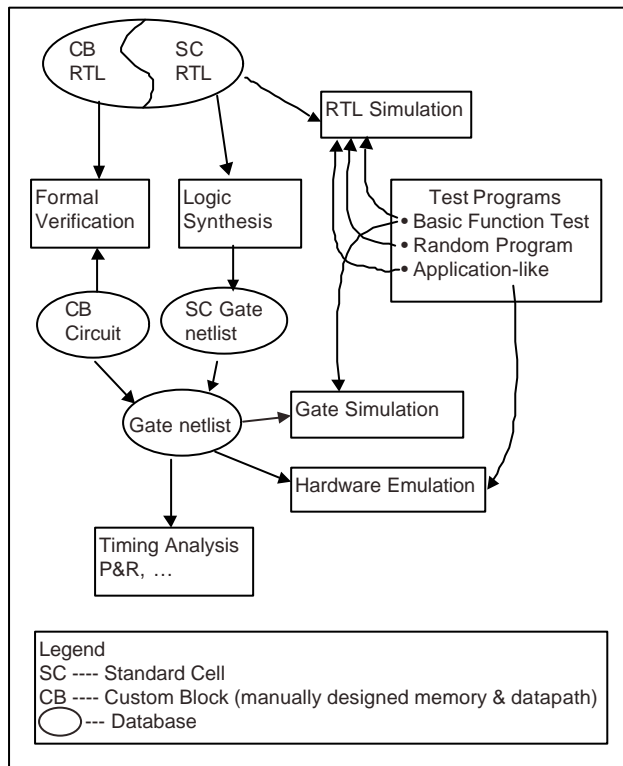 CB
RTL
SC
RTL
RTL Simulation
Formal
Verification
Logic
Synthesis
Test Programs
• Basic Function Test
• Random Program
• Application-like
CB
Circuit
SC Gate
netlist
Gate netlist
Gate Simulation
Hardware Emulation
Timing Analysis
P&R, …
Legend
SC ---- Standard Cell
CB ---- Custom Block (manually designed memory & datapath)
--- Database